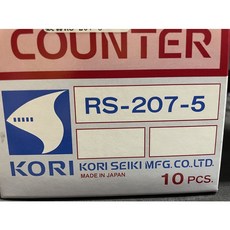 COUNTER
RS-207-5
KORI
KORI SEIKI MFG.CO.LTD.
MADE IN JAPAN
10 PCS.